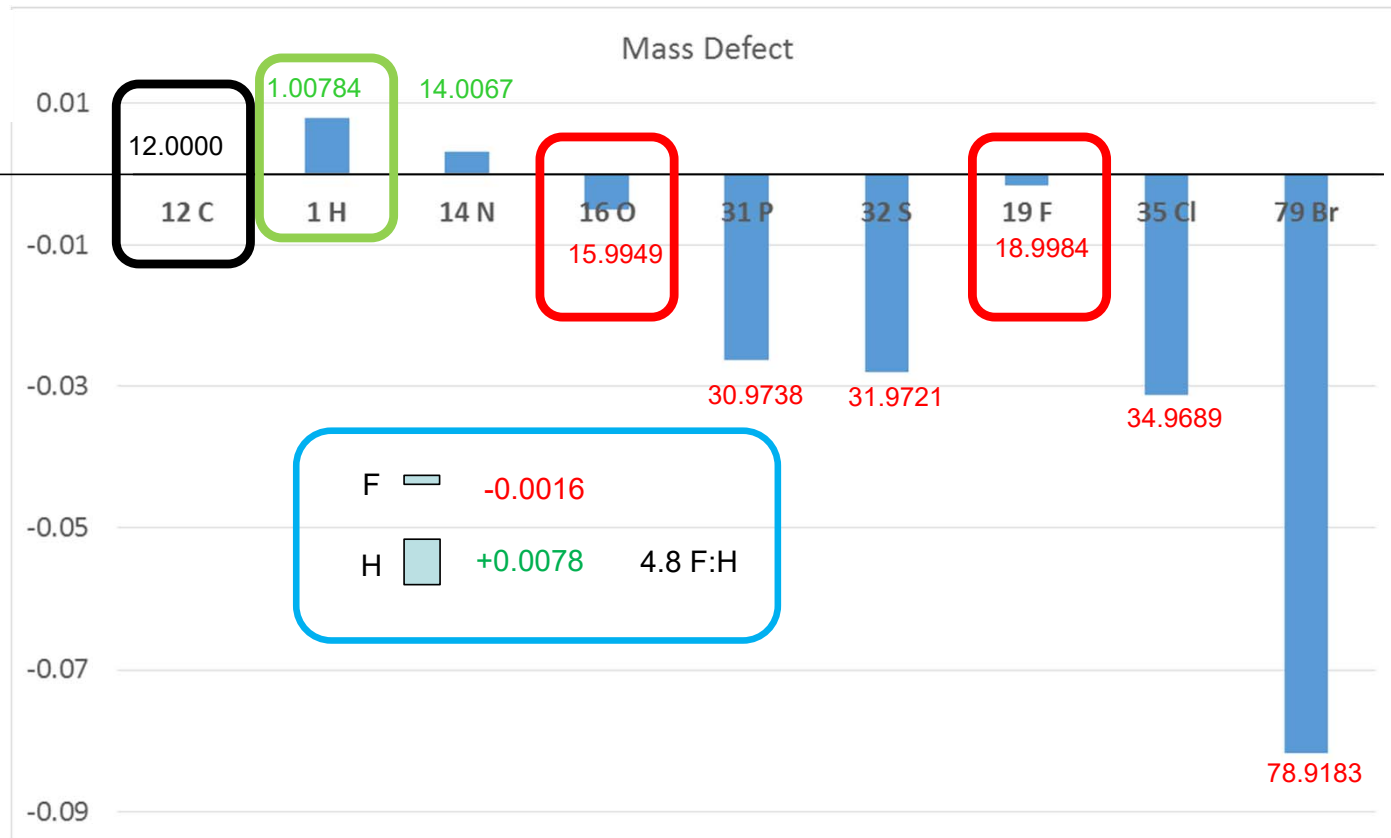 Mass Defect
0.01
-0.01
-0.03
-0.05
-0.07
-0.09
12.0000
1.00784
14.0067
12 C
1 H
14 N
16 O
31 P
32 S
19 F
35 Cl
79 Br
15.9949
18.9984
30.9738
31.9721
34.9689
78.9183
F -0.0016
H +0.0078 4.8 F:H